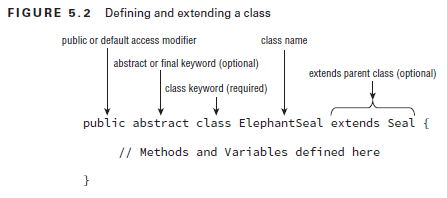 FIGURE 5.2 Defining and extending a class
public or default access modifier
class name
abstract or final keyword (optional)
extends parent class (optional)
class keyword (required)
public abstract class ElephantSeal extends Seal {
// Methods and Variables defined here
}